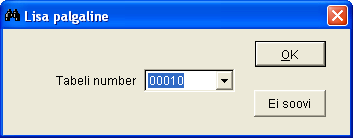 Lisa palgaline
OK
Tabeli number 00010
Ei soovi